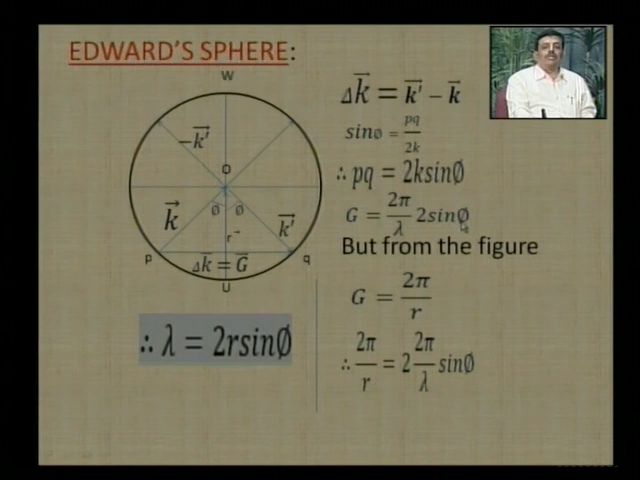 EDWARD'S SPHERE:
W
−k⃗'
O
k⃗
Ø Ø
k⃗'
r
p
Δk⃗ = G⃗
q
U
∴ λ = 2rsinØ
Δk⃗ = k⃗' − k⃗
sinø = pq/2k
∴ pq = 2ksinØ
G = 2π/λ 2sinØ
But from the figure
G = 2π/r
∴ 2π/r = 2 2π/λ sinØ